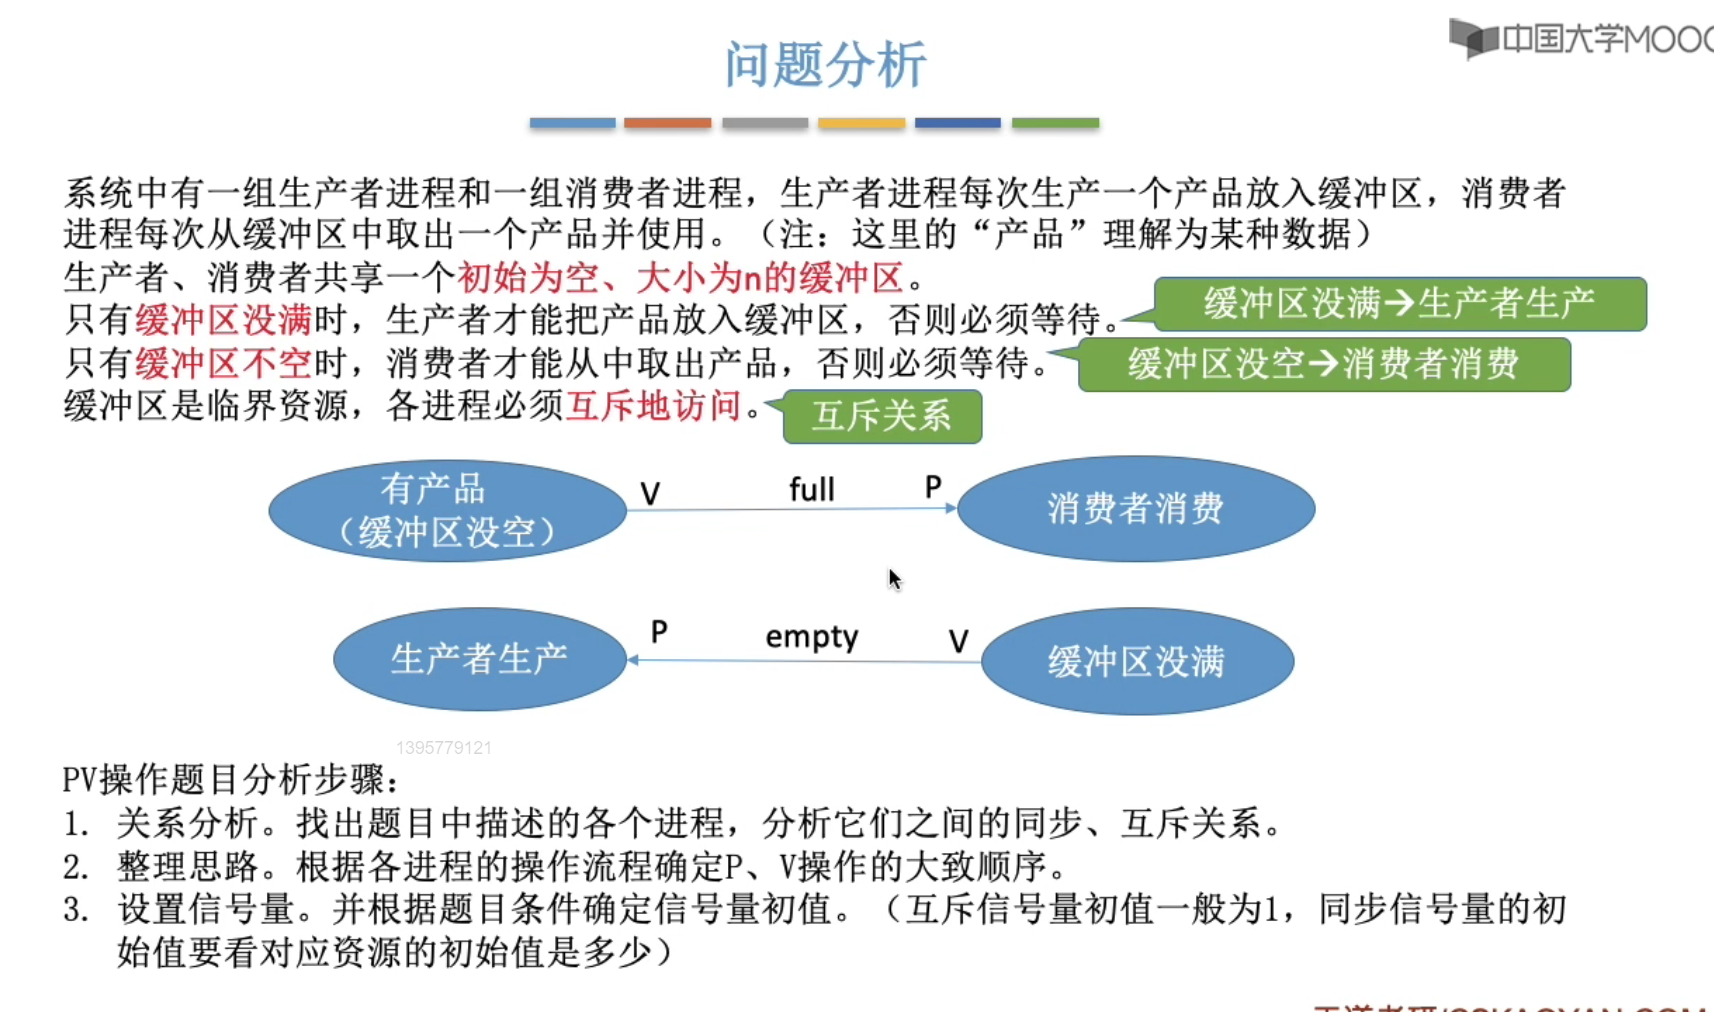 中国大学MOOC
问题分析
系统中有一组生产者进程和一组消费者进程，生产者进程每次生产一个产品放入缓冲区，消费者
进程每次从缓冲区中取出一个产品并使用。（注：这里的“产品”理解为某种数据）
生产者、消费者共享一个初始为空、大小为n的缓冲区。
只有缓冲区没满时，生产者才能把产品放入缓冲区，否则必须等待。
缓冲区没满→生产者生产
只有缓冲区不空时，消费者才能从中取出产品，否则必须等待。
缓冲区没空→消费者消费
缓冲区是临界资源，各进程必须互斥地访问。
互斥关系
有产品
（缓冲区没空）
V full P
消费者消费
生产者生产
P empty V
缓冲区没满
1395779121
PV操作题目分析步骤：
1. 关系分析。找出题目中描述的各个进程，分析它们之间的同步、互斥关系。
2. 整理思路。根据各进程的操作流程确定P、V操作的大致顺序。
3. 设置信号量。并根据题目条件确定信号量初值。（互斥信号量初值一般为1，同步信号量的初
始值要看对应资源的初始值是多少）